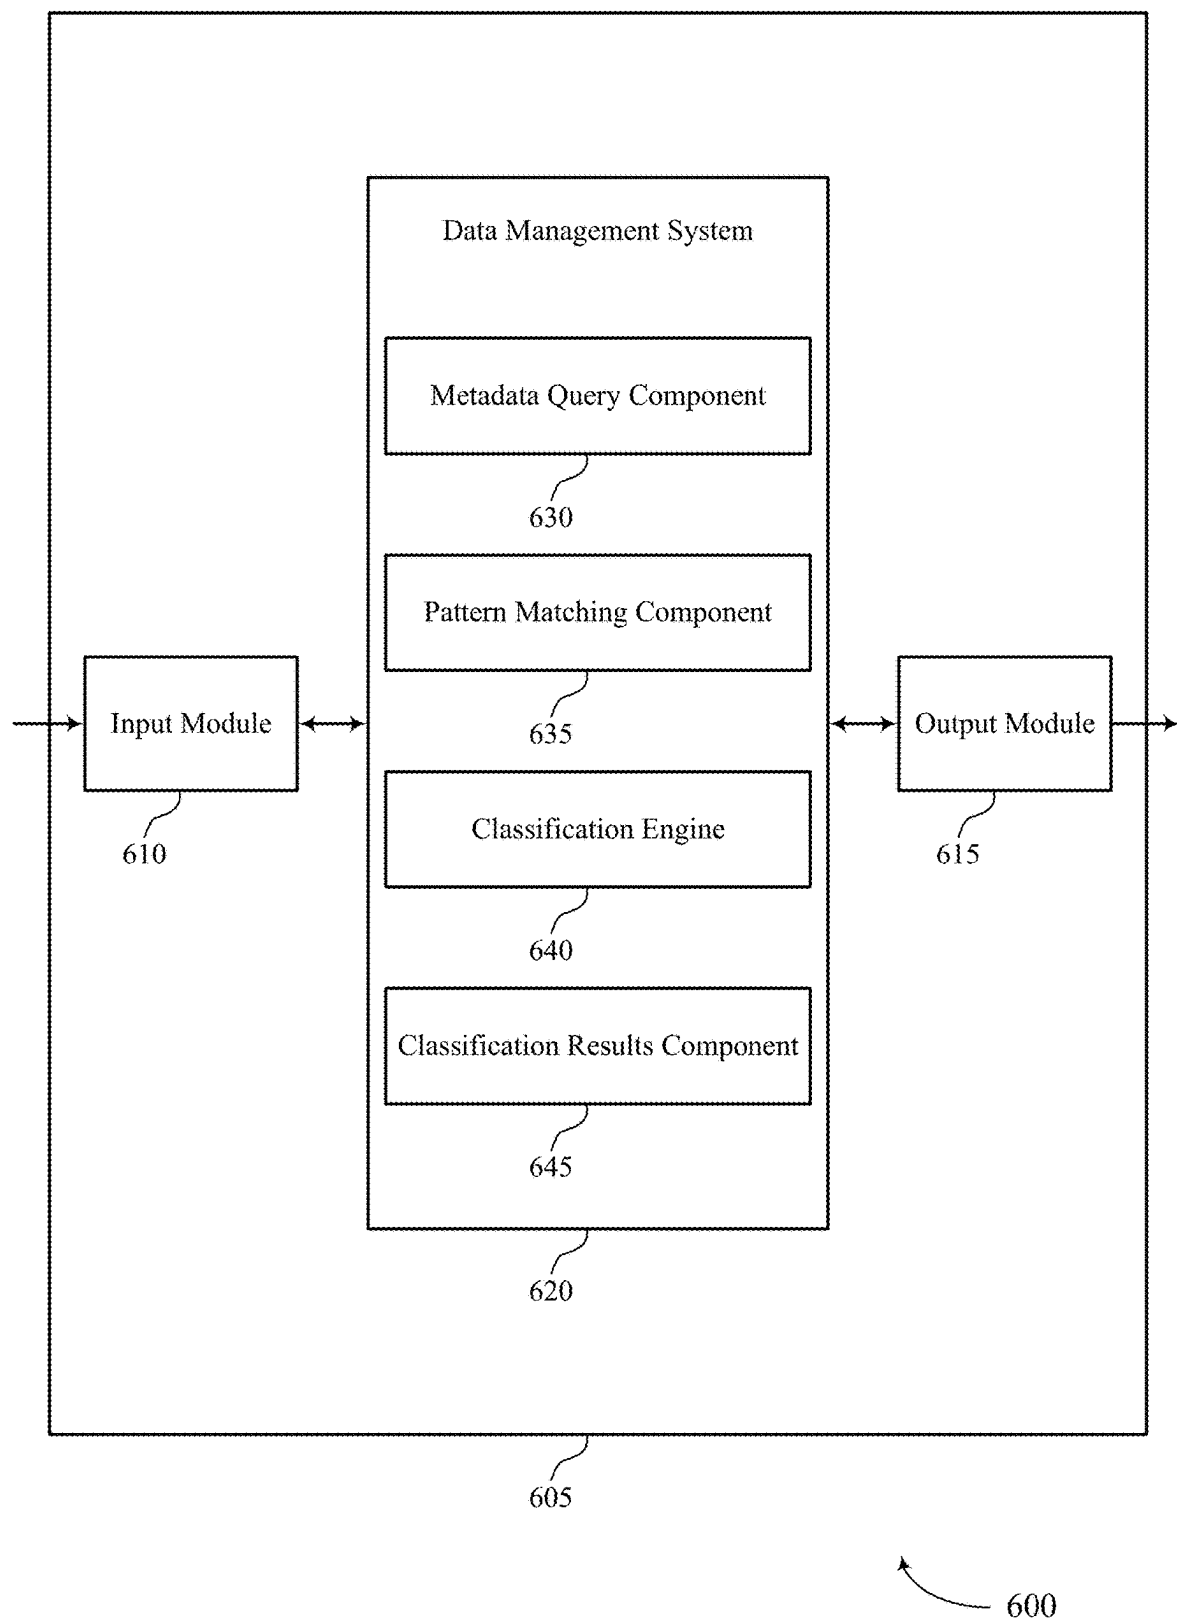 Data Management System
Metadata Query Component
630
Pattern Matching Component
635
Input Module
610
Output Module
615
Classification Engine
640
Classification Results Component
645
620
605
600